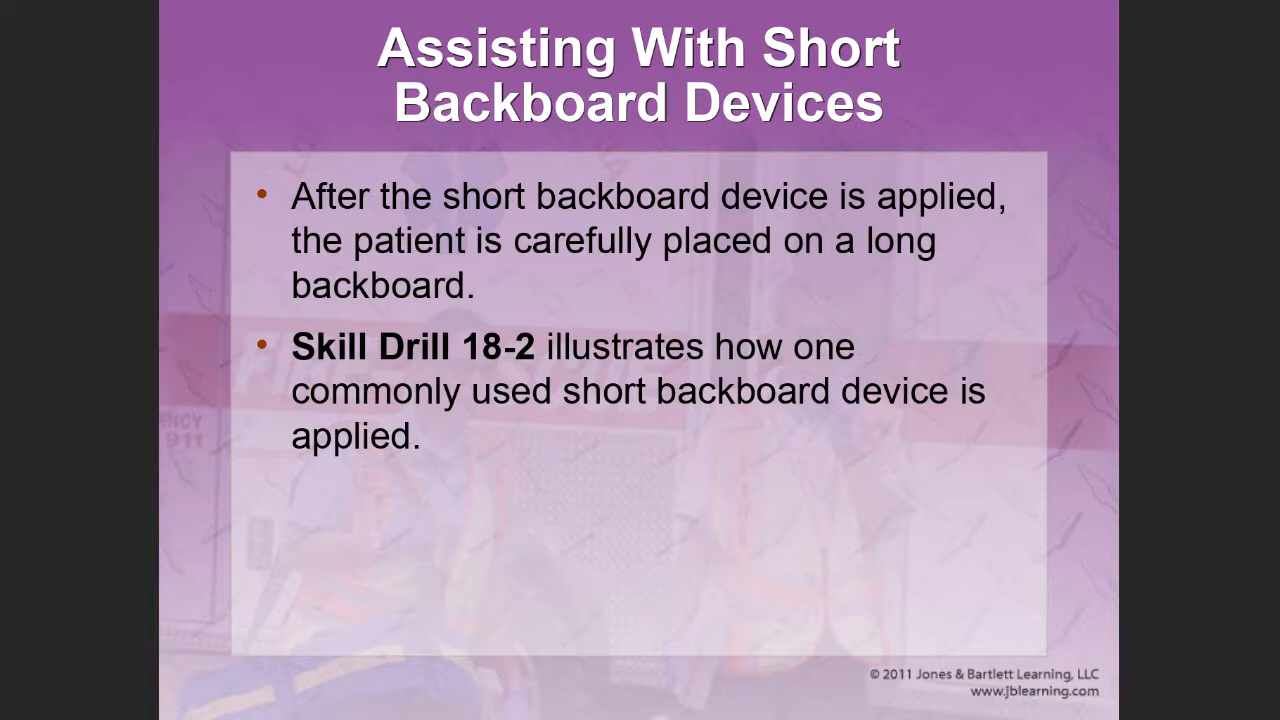 Assisting With Short
Backboard Devices
• After the short backboard device is applied,
the patient is carefully placed on a long
backboard.
• Skill Drill 18-2 illustrates how one
commonly used short backboard device is
applied.
NCY
911
© 2011 Jones & Bartlett Learning, LLC
www.jblearning.com